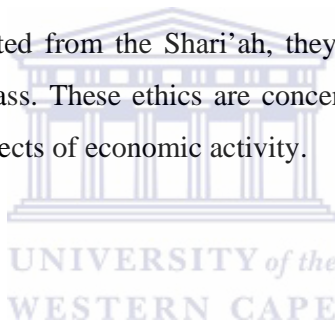 ted from the Shari'ah, they
ass. These ethics are concer
ects of economic activity.
UNIVERSITY of the
WESTERN CAPE